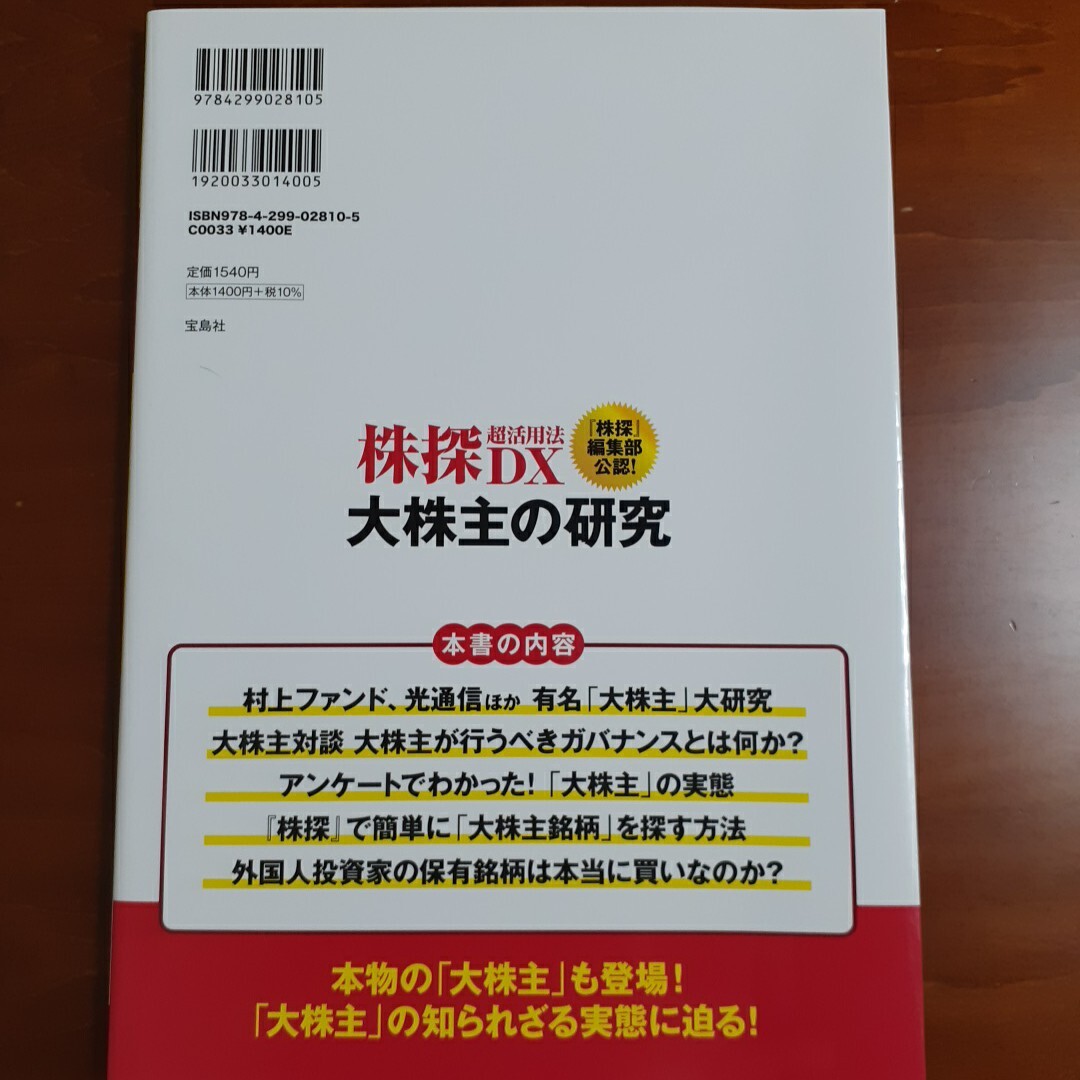 9784299028105
1920033014005
ISBN978-4-299-02810-5
C0033 ¥1400E
定価1540円
本体1400円+税10%
宝島社
株探 超活用法 DX
『株探』
編集部
公認!
大株主の研究
本書の内容
村上ファンド、光通信ほか 有名「大株主」大研究
大株主対談 大株主が行うべきガバナンスとは何か?
アンケートでわかった!「大株主」の実態
『株探』で簡単に「大株主銘柄」を探す方法
外国人投資家の保有銘柄は本当に買いなのか?
本物の「大株主」も登場!
「大株主」の知られざる実態に迫る!